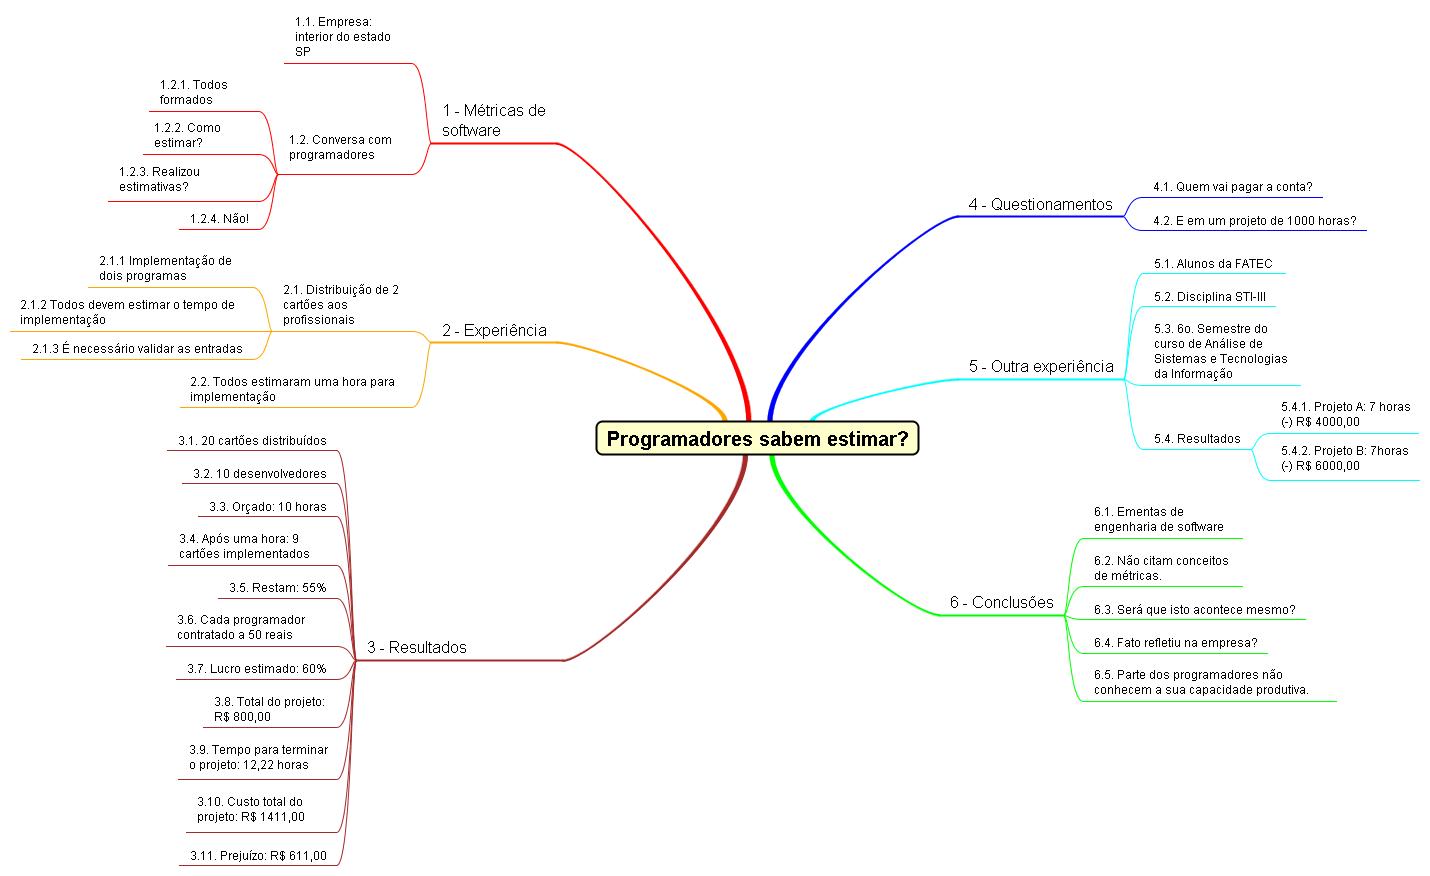 Programadores sabem estimar?
1 - Métricas de
software
1.1. Empresa:
interior do estado
SP
1.2. Conversa com
programadores
1.2.1. Todos
formados
1.2.2. Como
estimar?
1.2.3. Realizou
estimativas?
1.2.4. Não!
2 - Experiência
2.1. Distribuição de 2
cartões aos
profissionais
2.1.1 Implementação de
dois programas
2.1.2 Todos devem estimar o tempo de
implementação
2.1.3 É necessário validar as entradas
2.2. Todos estimaram uma hora para
implementação
3 - Resultados
3.1. 20 cartões distribuídos
3.2. 10 desenvolvedores
3.3. Orçado: 10 horas
3.4. Após uma hora: 9
cartões implementados
3.5. Restam: 55%
3.6. Cada programador
contratado a 50 reais
3.7. Lucro estimado: 60%
3.8. Total do projeto:
R$ 800,00
3.9. Tempo para terminar
o projeto: 12,22 horas
3.10. Custo total do
projeto: R$ 1411,00
3.11. Prejuízo: R$ 611,00
4 - Questionamentos
4.1. Quem vai pagar a conta?
4.2. E em um projeto de 1000 horas?
5 - Outra experiência
5.1. Alunos da FATEC
5.2. Disciplina STI-III
5.3. 6o. Semestre do
curso de Análise de
Sistemas e Tecnologias
da Informação
5.4. Resultados
5.4.1. Projeto A: 7 horas
(-) R$ 4000,00
5.4.2. Projeto B: 7horas
(-) R$ 6000,00
6 - Conclusões
6.1. Ementas de
engenharia de software
6.2. Não citam conceitos
de métricas.
6.3. Será que isto acontece mesmo?
6.4. Fato refletiu na empresa?
6.5. Parte dos programadores não
conhecem a sua capacidade produtiva.